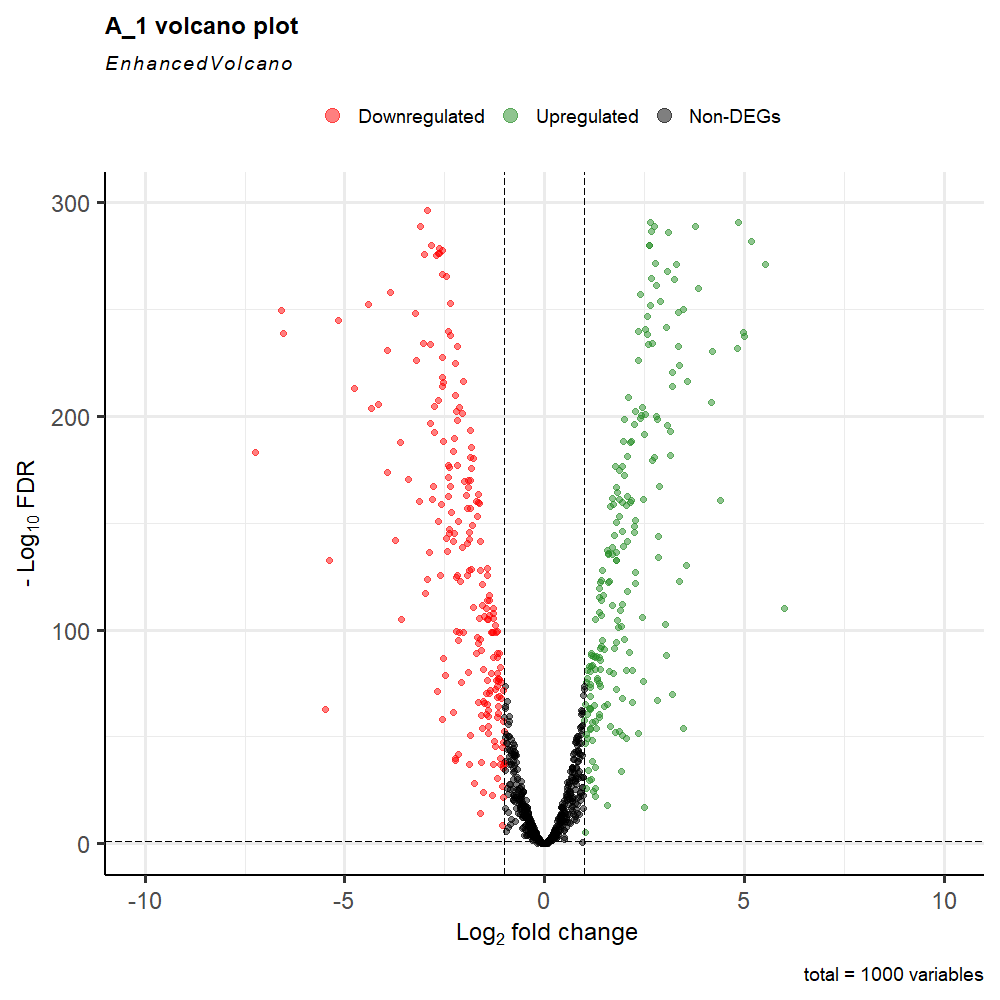 A_1 volcano plot
EnhancedVolcano
Downregulated Upregulated Non-DEGs
300
200
100
0
- Log10 FDR
-10 -5 0 5 10
Log2 fold change
total = 1000 variables